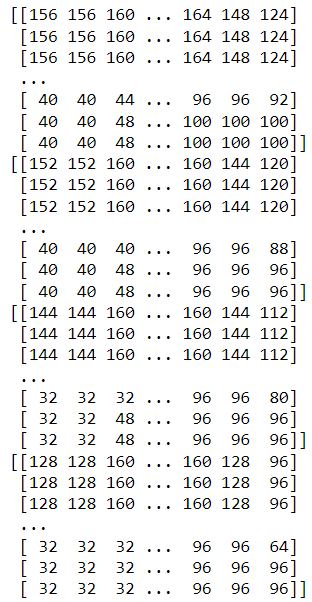 [[156 156 160 ... 164 148 124]
[156 156 160 ... 164 148 124]
[156 156 160 ... 164 148 124]
...
[ 40 40 44 ... 96 96 92]
[ 40 40 48 ... 100 100 100]
[ 40 40 48 ... 100 100 100]]
[[152 152 160 ... 160 144 120]
[152 152 160 ... 160 144 120]
[152 152 160 ... 160 144 120]
...
[ 40 40 40 ... 96 96 88]
[ 40 40 48 ... 96 96 96]
[ 40 40 48 ... 96 96 96]]
[[144 144 160 ... 160 144 112]
[144 144 160 ... 160 144 112]
[144 144 160 ... 160 144 112]
...
[ 32 32 32 ... 96 96 80]
[ 32 32 48 ... 96 96 96]
[ 32 32 48 ... 96 96 96]]
[[128 128 160 ... 160 128 96]
[128 128 160 ... 160 128 96]
[128 128 160 ... 160 128 96]
...
[ 32 32 32 ... 96 96 64]
[ 32 32 32 ... 96 96 96]
[ 32 32 32 ... 96 96 96]]